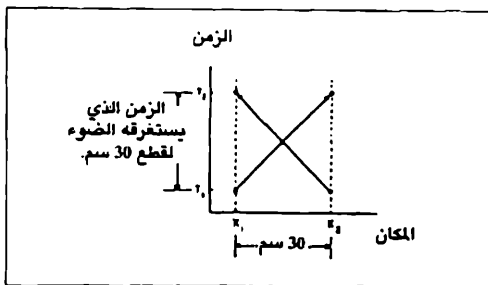 الزمن
T₂
الزمن الذي
يستغرقه الضوء
لقطع 30 سم.
T₁
X₁
X₂
المكان
30 سم